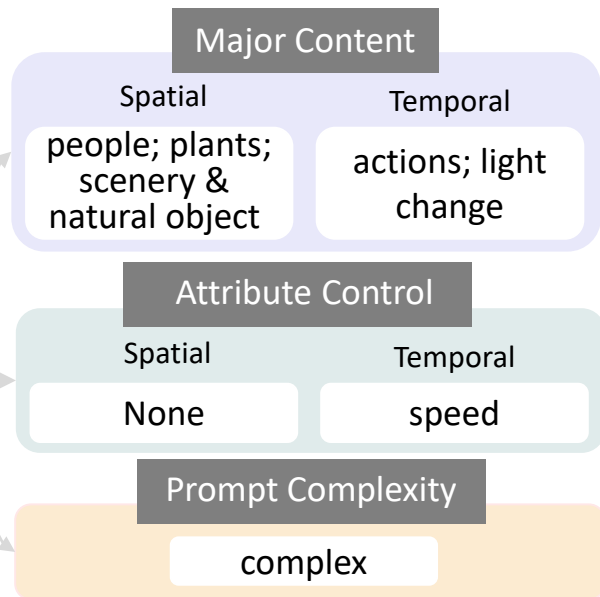 Major Content
Spatial
people; plants;
scenery &
natural object
Temporal
actions; light
change
Attribute Control
Spatial
None
Temporal
speed
Prompt Complexity
complex